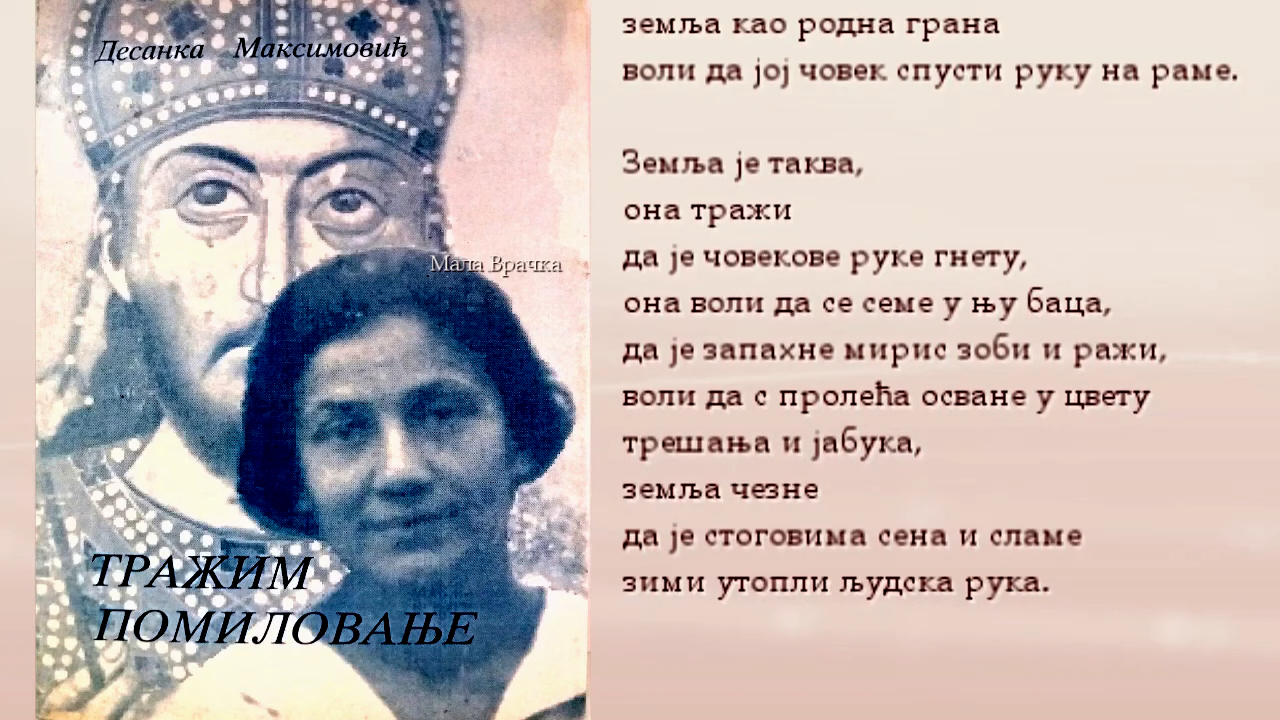 Десанка Максимовић
Мала Врачка
ТРАЖИМ
ПОМИЛОВАЊЕ
земља као родна грана
воли да јој човек спусти руку на раме.
Земља је таква,
она тражи
да је човекове руке гнету,
она воли да се семе у њу баца,
да је запахне мирис зоби и ражи,
воли да с пролећа осване у цвету
трешања и јабука,
земља чезне
да је стоговима сена и сламе
зими утопли људска рука.